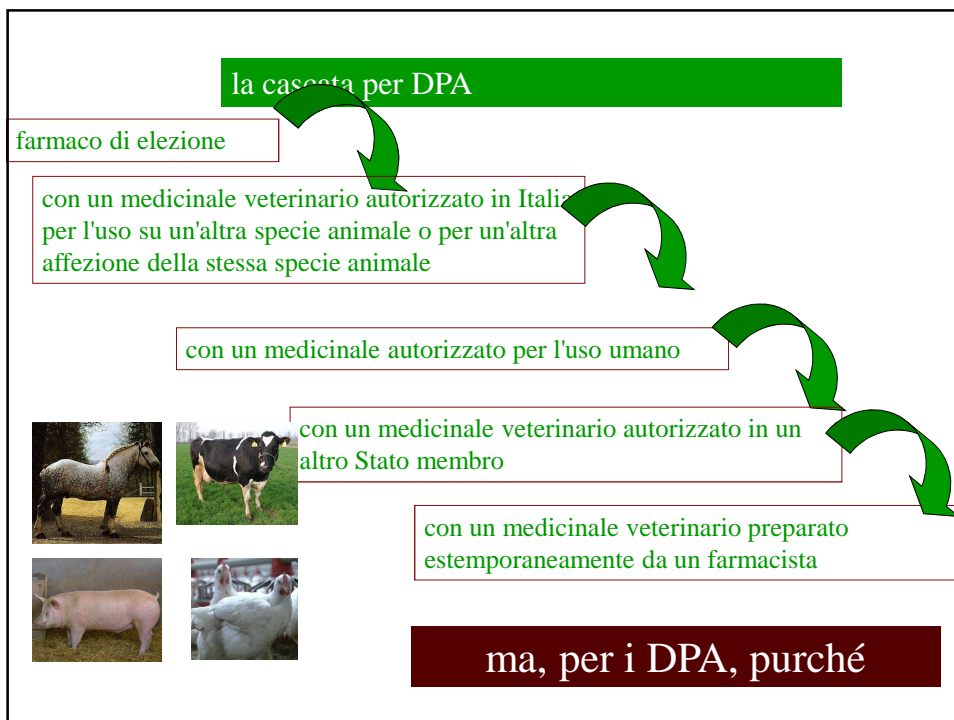 la cascata per DPA
farmaco di elezione
con un medicinale veterinario autorizzato in Italia
per l'uso su un'altra specie animale o per un'altra
affezione della stessa specie animale
con un medicinale autorizzato per l'uso umano
con un medicinale veterinario autorizzato in un
altro Stato membro
con un medicinale veterinario preparato
estemporaneamente da un farmacista
ma, per i DPA, purché